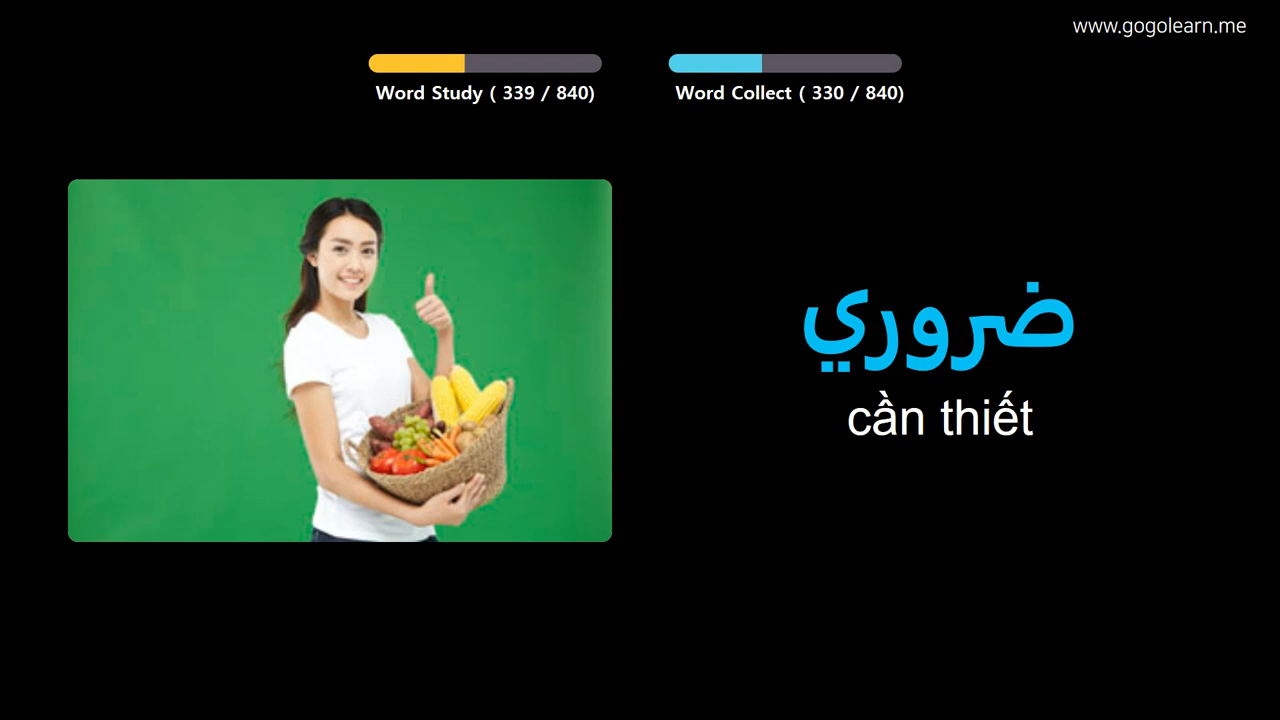 www.gogolearn.me
Word Study ( 339 / 840)
Word Collect ( 330 / 840)
ضروري
cần thiết